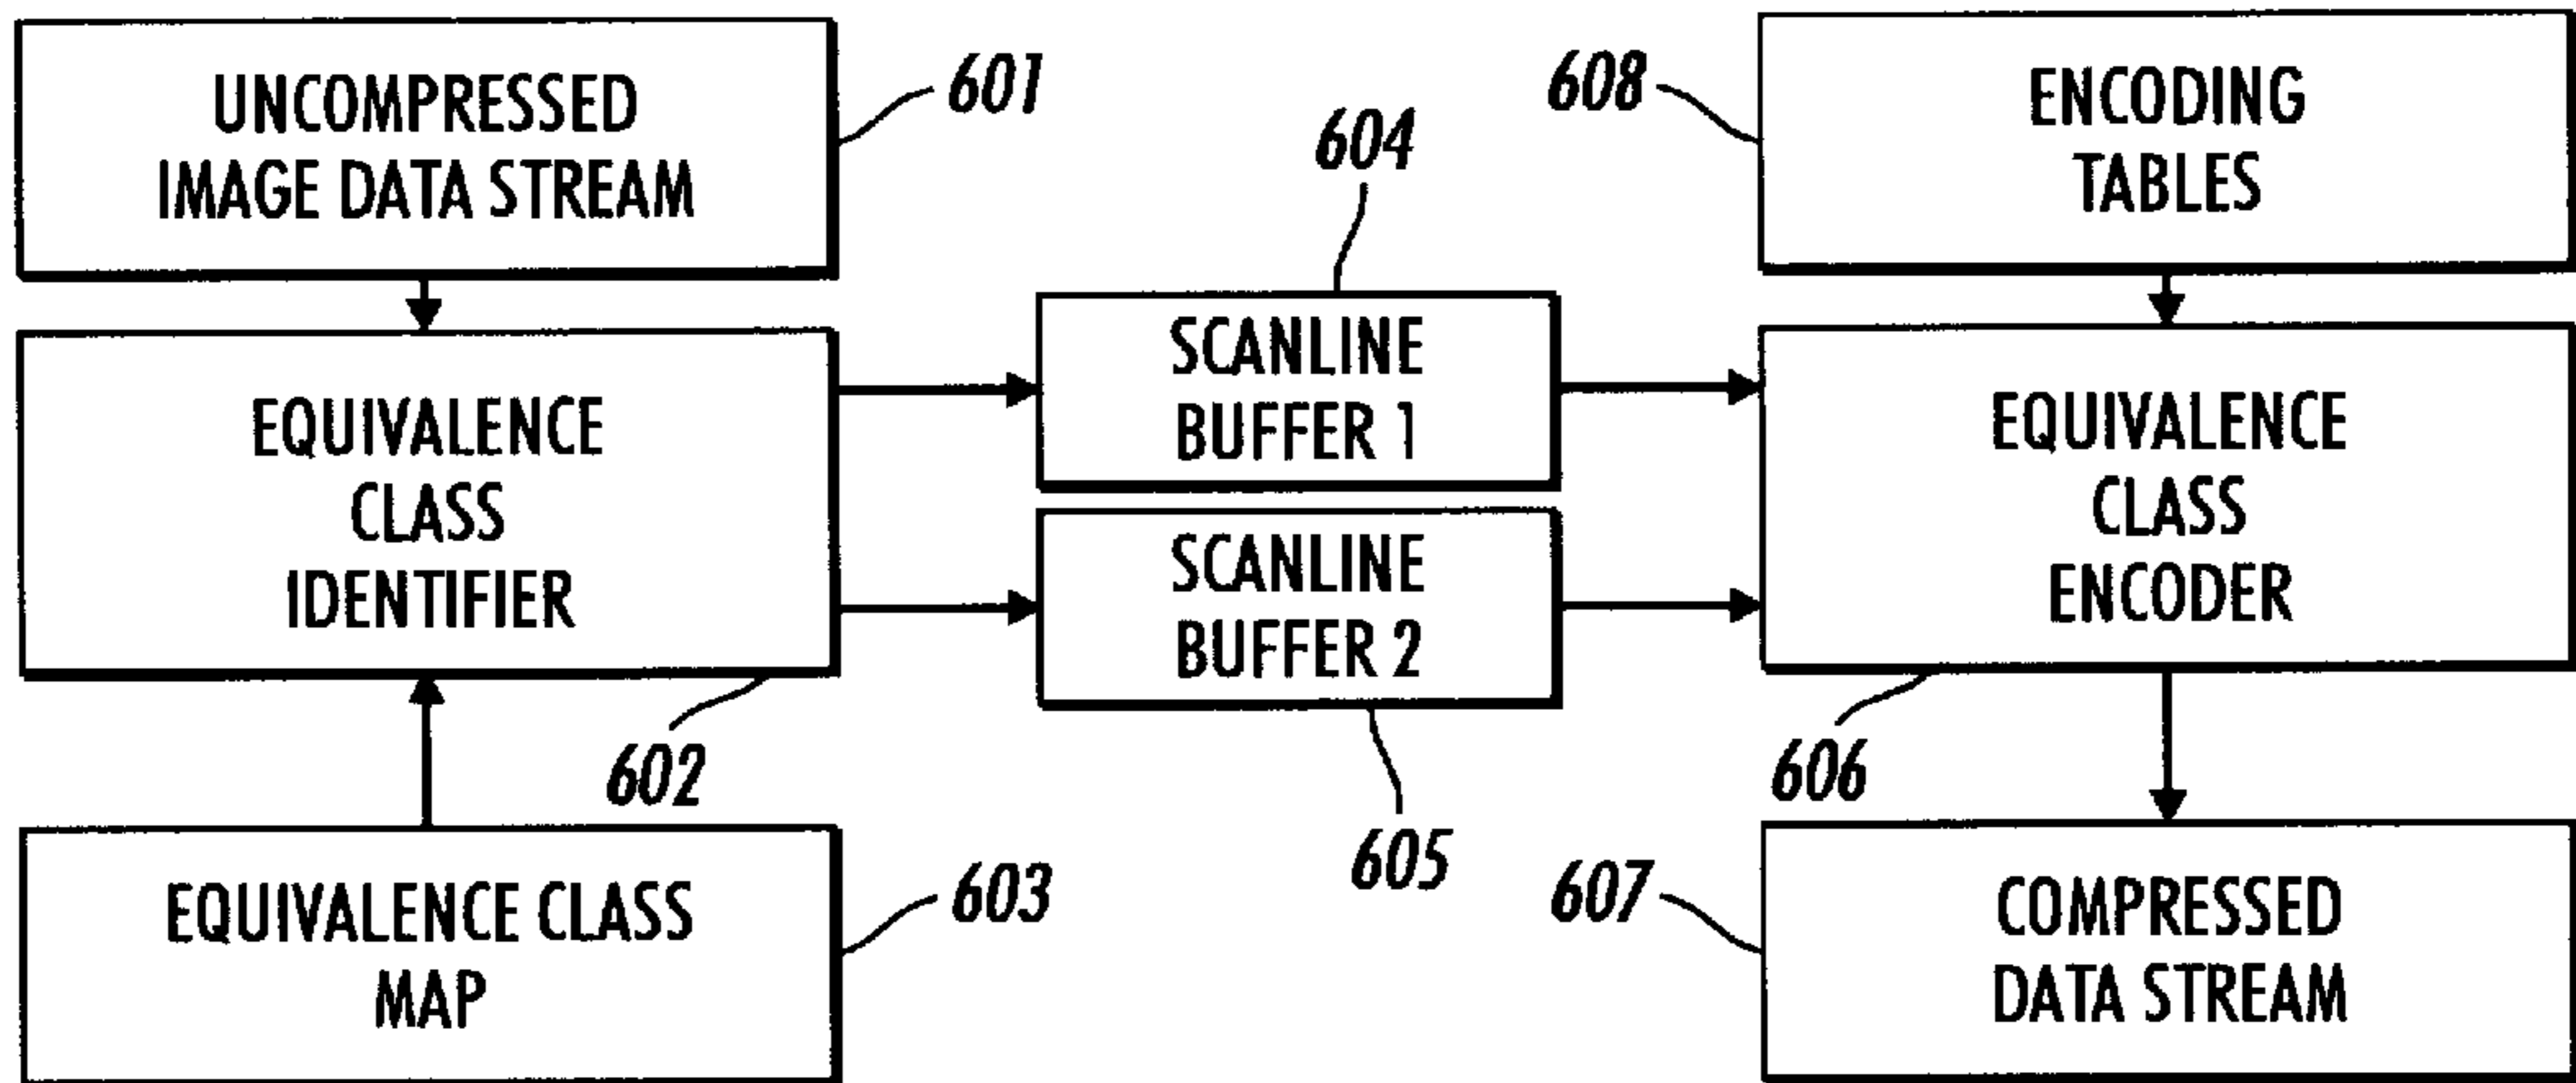 UNCOMPRESSED
IMAGE DATA STREAM
601
EQUIVALENCE
CLASS
IDENTIFIER
602
EQUIVALENCE CLASS
MAP
603
604
SCANLINE
BUFFER 1
SCANLINE
BUFFER 2
605
608
ENCODING
TABLES
EQUIVALENCE
CLASS
ENCODER
606
607
COMPRESSED
DATA STREAM